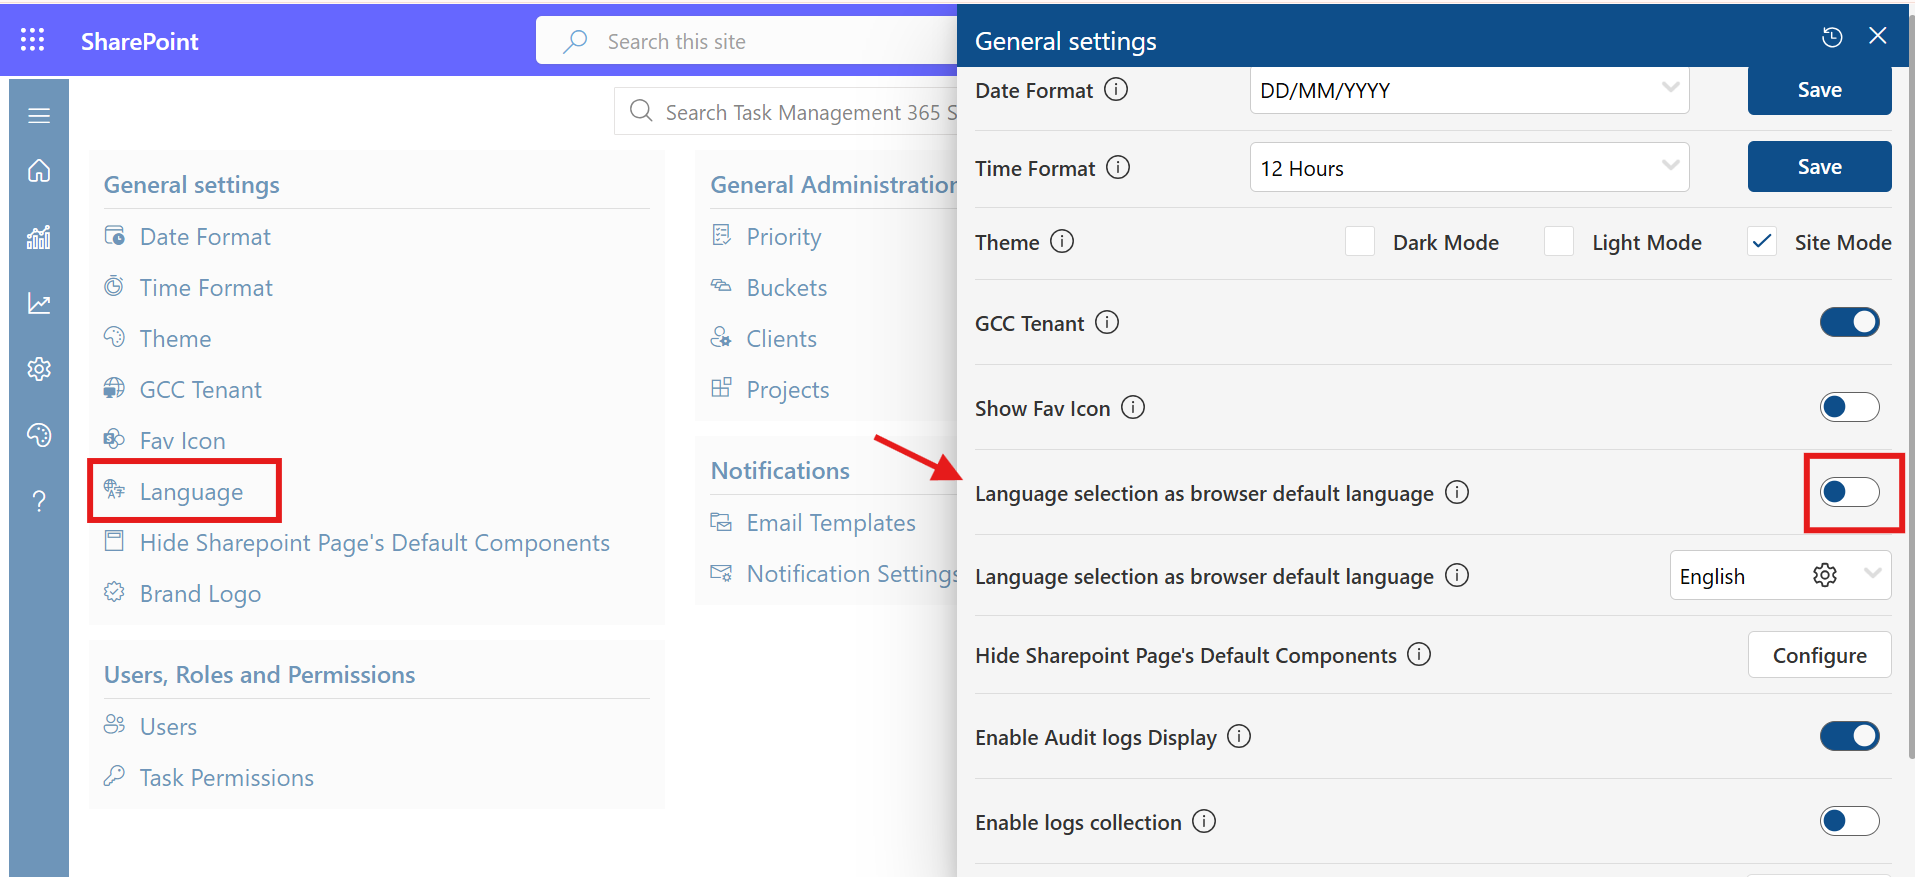 SharePoint
Search this site
Search Task Management 365 S
General settings
Date Format
Time Format
Theme
GCC Tenant
Fav Icon
Language
Hide Sharepoint Page's Default Components
Brand Logo
Users, Roles and Permissions
Users
Task Permissions
General Administration
Priority
Buckets
Clients
Projects
Notifications
Email Templates
Notification Settings
General settings
Date Format
DD/MM/YYYY
Save
Time Format
12 Hours
Save
Theme
Dark Mode
Light Mode
Site Mode
GCC Tenant
Show Fav Icon
Language selection as browser default language
Language selection as browser default language
English
Hide Sharepoint Page's Default Components
Configure
Enable Audit logs Display
Enable logs collection